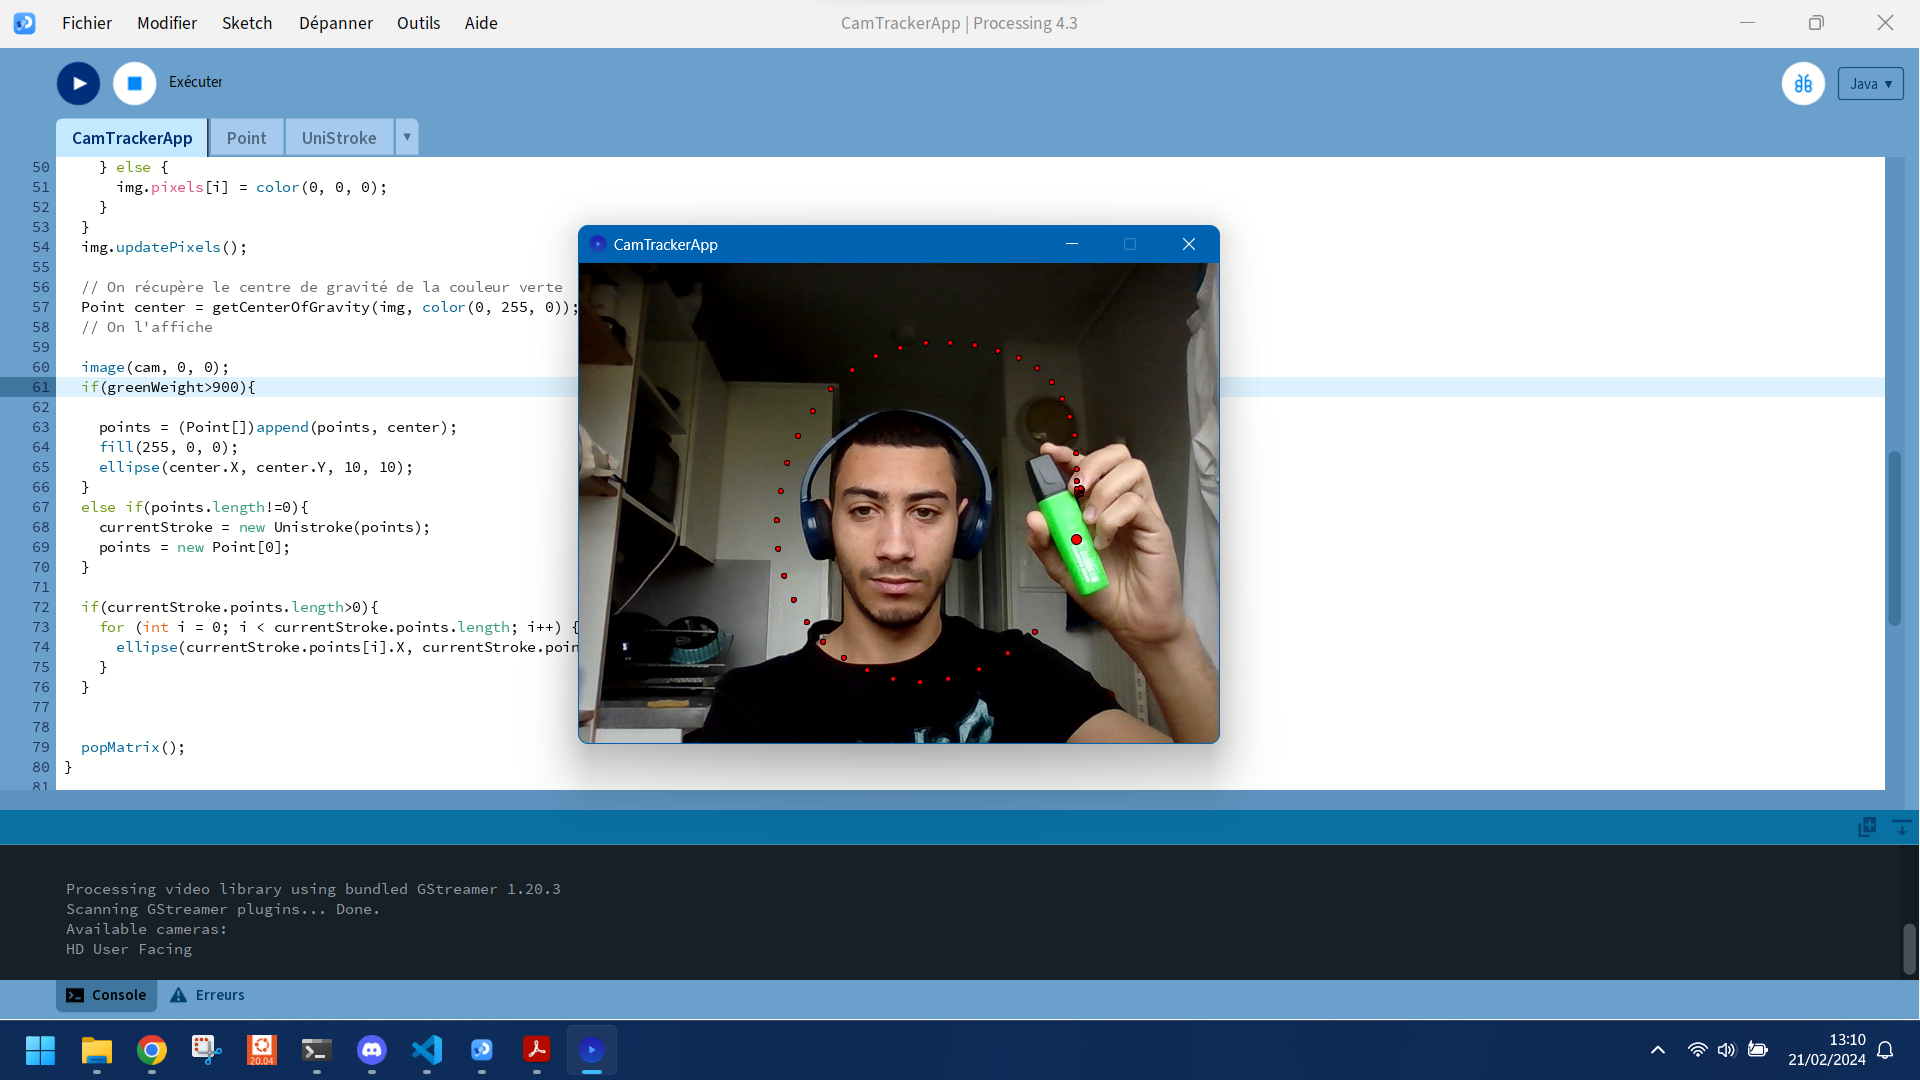 Fichier Modifier Sketch Dépanner Outils Aide
CamTrackerApp | Processing 4.3
Exécuter
Java ▾
CamTrackerApp Point UniStroke ▾
50 } else {
51 img.pixels[i] = color(0, 0, 0);
52 }
53 }
54 img.updatePixels();
55
56 // On récupère le centre de gravité de la couleur verte
57 Point center = getCenterOfGravity(img, color(0, 255, 0));
58 // On l'affiche
59
60 image(cam, 0, 0);
61 if(greenWeight>900){
62
63 points = (Point[])append(points, center);
64 fill(255, 0, 0);
65 ellipse(center.X, center.Y, 10, 10);
66 }
67 else if(points.length!=0){
68 currentStroke = new Unistroke(points);
69 points = new Point[0];
70 }
71
72 if(currentStroke.points.length>0){
73 for (int i = 0; i < currentStroke.points.length; i++) {
74 ellipse(currentStroke.points[i].X, currentStroke.poin
75 }
76 }
77
78
79 popMatrix();
80 }
81
CamTrackerApp
Processing video library using bundled GStreamer 1.20.3
Scanning GStreamer plugins... Done.
Available cameras:
HD User Facing
Console Erreurs
20.04
13:10
21/02/2024